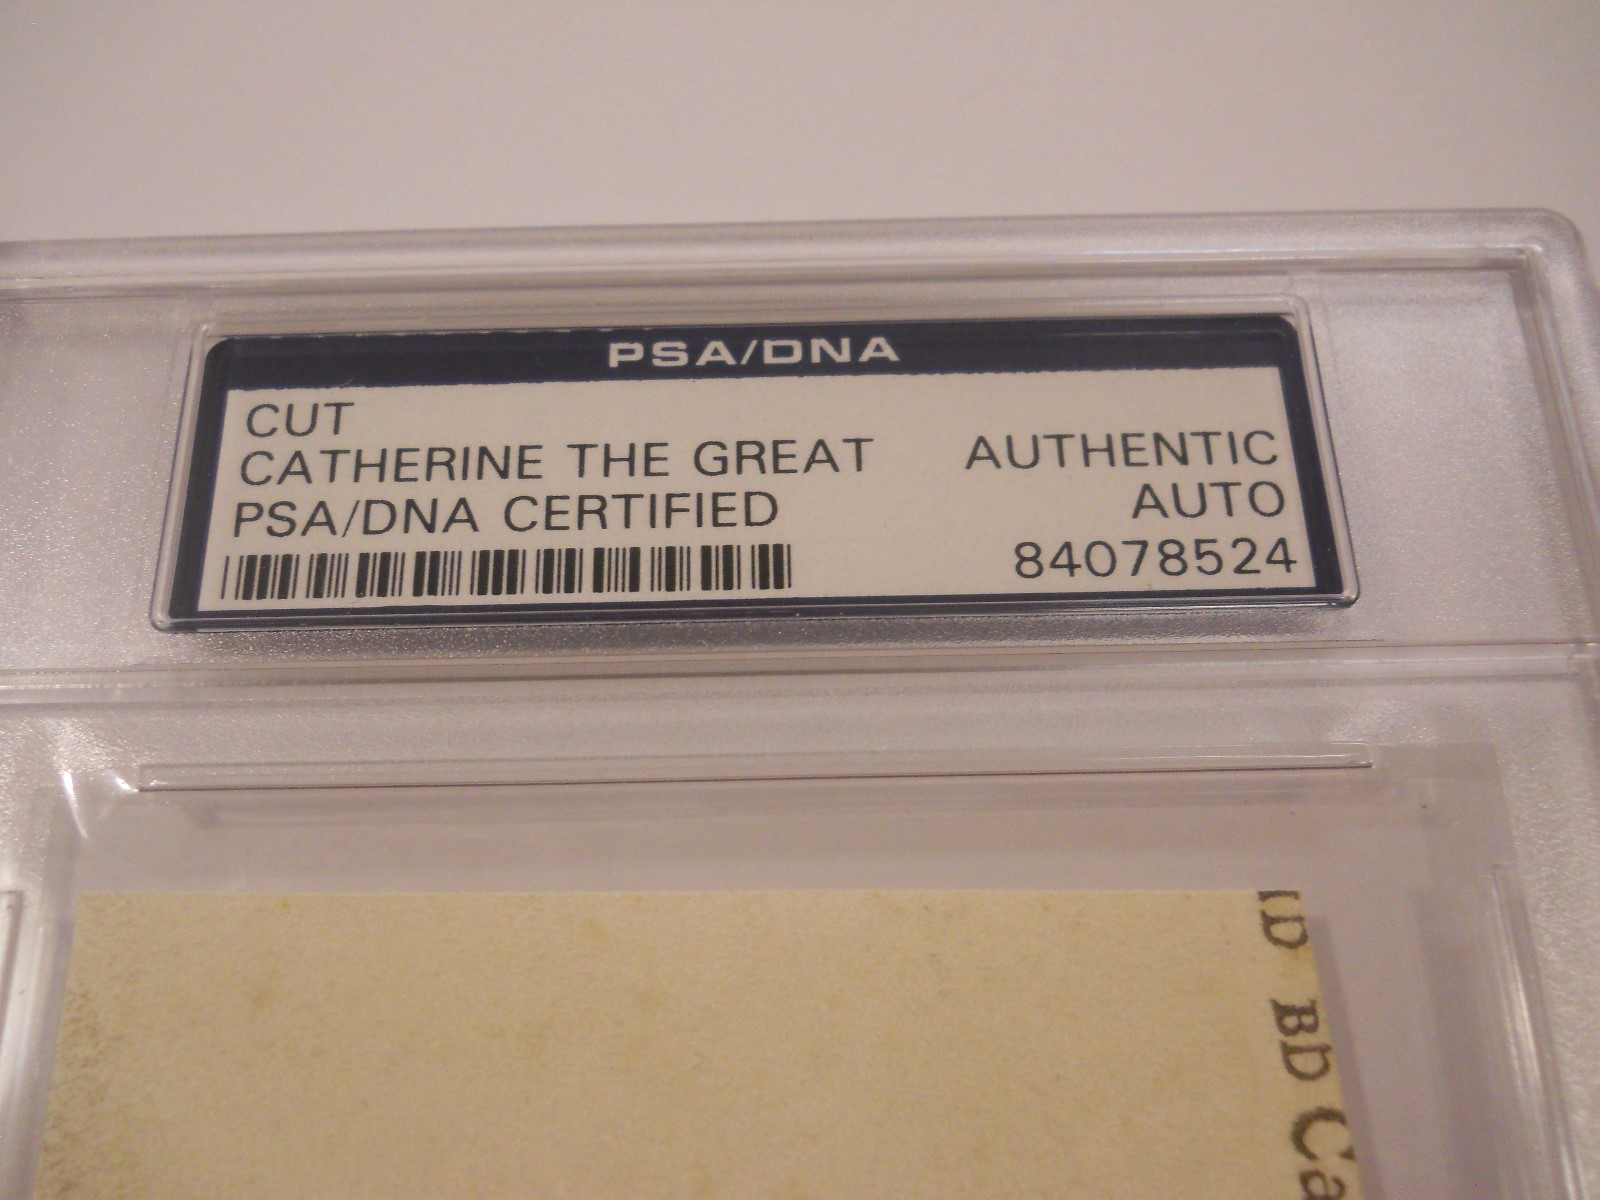 PSA/DNA
CUT
CATHERINE THE GREAT
PSA/DNA CERTIFIED
AUTHENTIC
AUTO
84078524